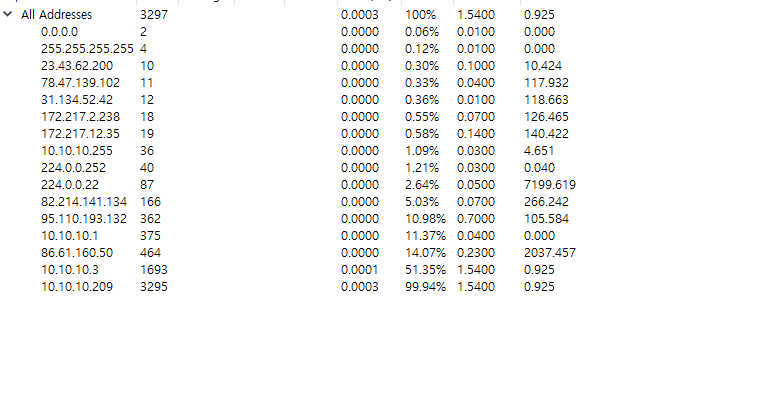 All Addresses 3297 0.0003 100% 1.5400 0.925
0.0.0.0 2 0.0000 0.06% 0.0100 0.000
255.255.255.255 4 0.0000 0.12% 0.0100 0.000
23.43.62.200 10 0.0000 0.30% 0.1000 10.424
78.47.139.102 11 0.0000 0.33% 0.0400 117.932
31.134.52.42 12 0.0000 0.36% 0.0100 118.663
172.217.2.238 18 0.0000 0.55% 0.0700 126.465
172.217.12.35 19 0.0000 0.58% 0.1400 140.422
10.10.10.255 36 0.0000 1.09% 0.0300 4.651
224.0.0.252 40 0.0000 1.21% 0.0300 0.040
224.0.0.22 87 0.0000 2.64% 0.0500 7199.619
82.214.141.134 166 0.0000 5.03% 0.0700 266.242
95.110.193.132 362 0.0000 10.98% 0.7000 105.584
10.10.10.1 375 0.0000 11.37% 0.0400 0.000
86.61.160.50 464 0.0000 14.07% 0.2300 2037.457
10.10.10.3 1693 0.0001 51.35% 1.5400 0.925
10.10.10.209 3295 0.0003 99.94% 1.5400 0.925